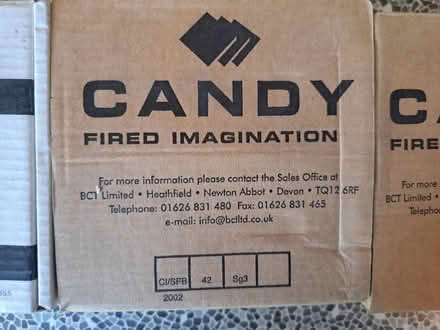 CANDY
FIRED IMAGINATION
For more information please contact the Sales Office at
BCT Limited • Heathfield • Newton Abbot • Devon • TQ12 6RF
Telephone: 01626 831 480 Fax: 01626 831 465
e-mail: info@bctltd.co.uk
CI/SFB 42 Sg3
2002
C
FIRE
For more
BCT Limited •
Telephone